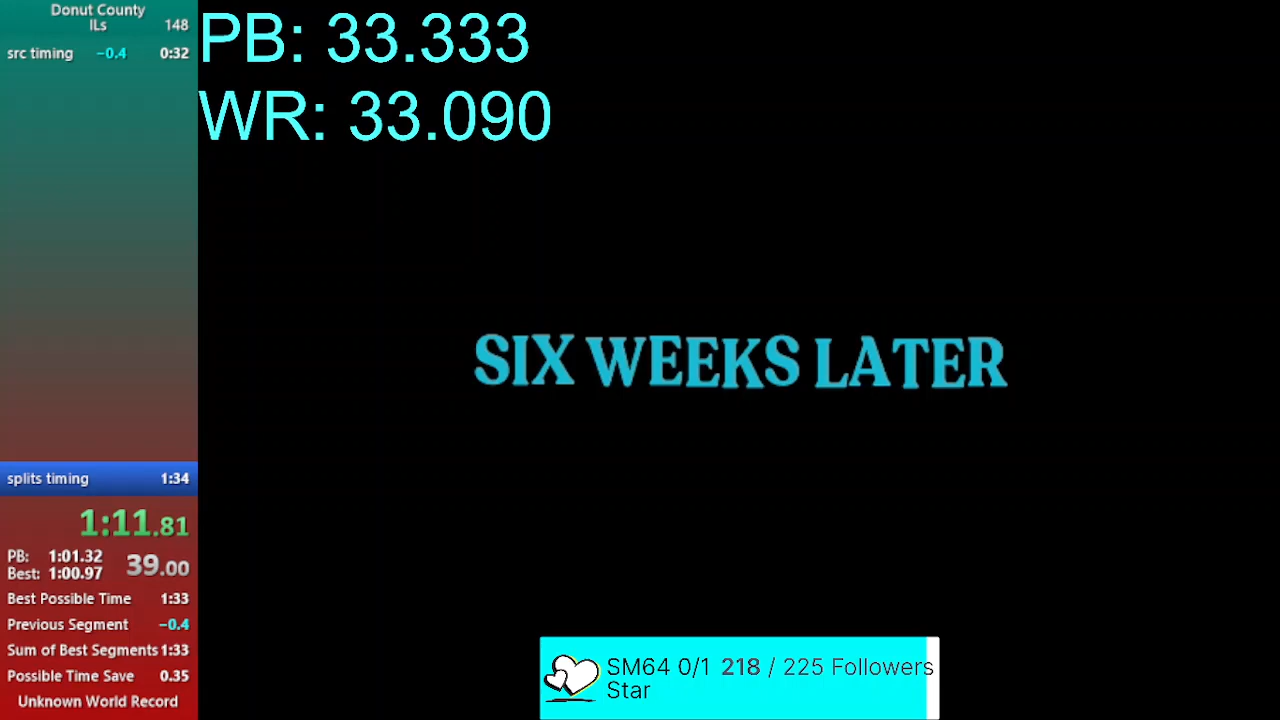 Donut County
ILs 148
src timing -0.4 0:32
PB: 33.333
WR: 33.090
SIX WEEKS LATER
splits timing 1:34
1:11.81
PB: 1:01.32 39.00
Best: 1:00.97
Best Possible Time 1:33
Previous Segment -0.4
Sum of Best Segments 1:33
Possible Time Save 0.35
Unknown World Record
SM64 0/1 218 / 225 Followers
Star